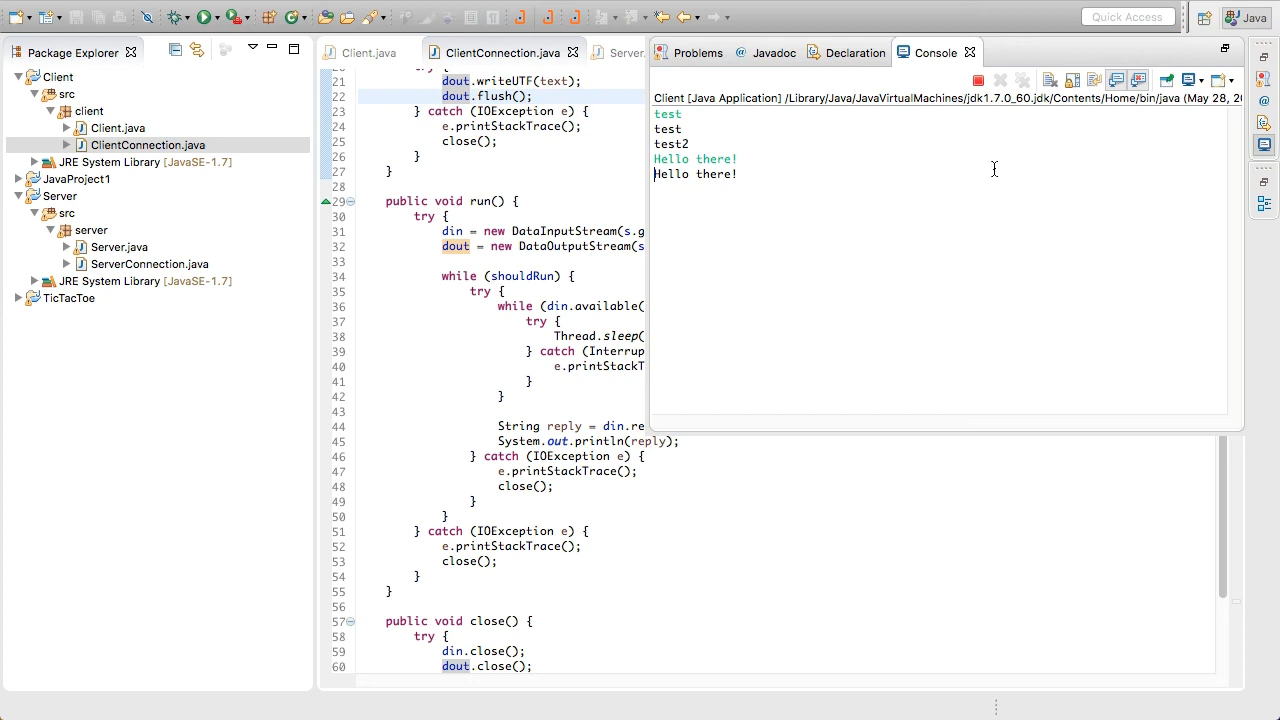 Quick Access
Java
Package Explorer
Client
src
client
Client.java
ClientConnection.java
JRE System Library [JavaSE-1.7]
JavaProject1
Server
src
server
Server.java
ServerConnection.java
JRE System Library [JavaSE-1.7]
TicTacToe
Client.java
ClientConnection.java
Server.
21 dout.writeUTF(text);
22 dout.flush();
23 } catch (IOException e) {
24 e.printStackTrace();
25 close();
26 }
27 }
28
29 public void run() {
30 try {
31 din = new DataInputStream(s.g
32 dout = new DataOutputStream(s
33
34 while (shouldRun) {
35 try {
36 while (din.available(
37 try {
38 Thread.sleep(
39 } catch (Interrup
40 e.printStackT
41 }
42 }
43
44 String reply = din.re
45 System.out.println(reply);
46 } catch (IOException e) {
47 e.printStackTrace();
48 close();
49 }
50 }
51 } catch (IOException e) {
52 e.printStackTrace();
53 close();
54 }
55 }
56
57 public void close() {
58 try {
59 din.close();
60 dout.close();
Problems
@ Javadoc
Declaration
Console
Client [Java Application] /Library/Java/JavaVirtualMachines/jdk1.7.0_60.jdk/Contents/Home/bin/java (May 28, 20
test
test
test2
Hello there!
Hello there!